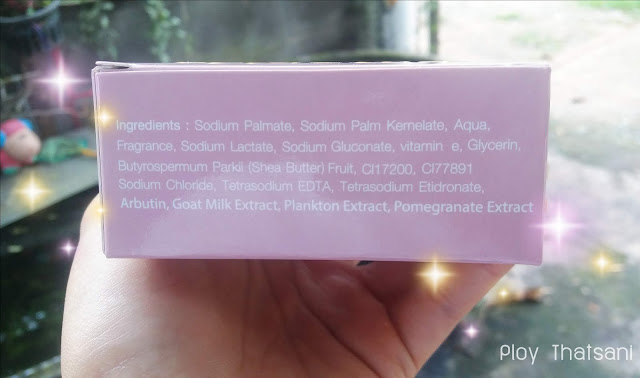 Ingredients : Sodium Palmate, Sodium Palm Kernelate, Aqua,
Fragrance, Sodium Lactate, Sodium Gluconate, vitamin e, Glycerin,
Butyrospermum Parkii (Shea Butter) Fruit, CI17200, CI77891
Sodium Chloride, Tetrasodium EDTA, Tetrasodium Etidronate,
Arbutin, Goat Milk Extract, Plankton Extract, Pomegranate Extract
Ploy Thatsani